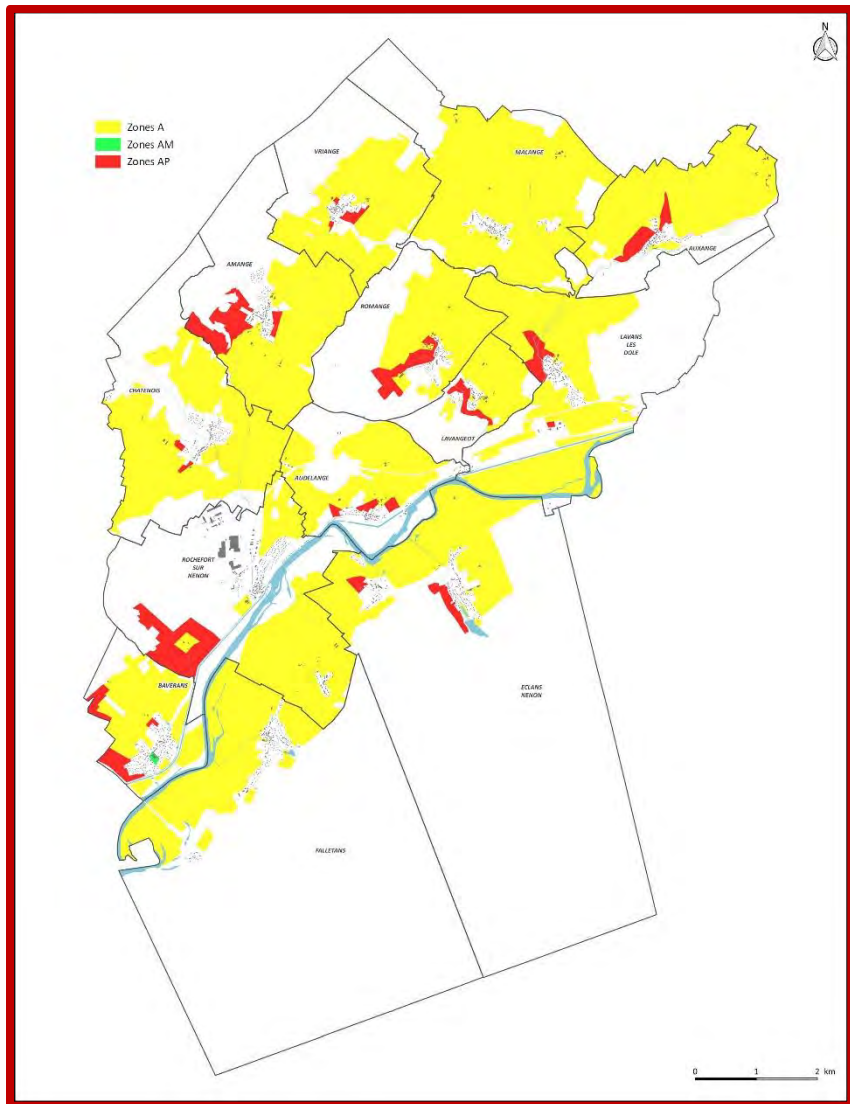 N
Zones A
Zones AM
Zones AP
VRIANGE
MALANGE
AUXANGE
AMANGE
ROMANGE
LAVANS
LES
DOLE
CHATENOIS
LAVANGEOT
AUDELANGE
ROCHEFORT
SUR
NENON
BAVERANS
ECLANS
NENON
FALLETANS
0 1 2 km